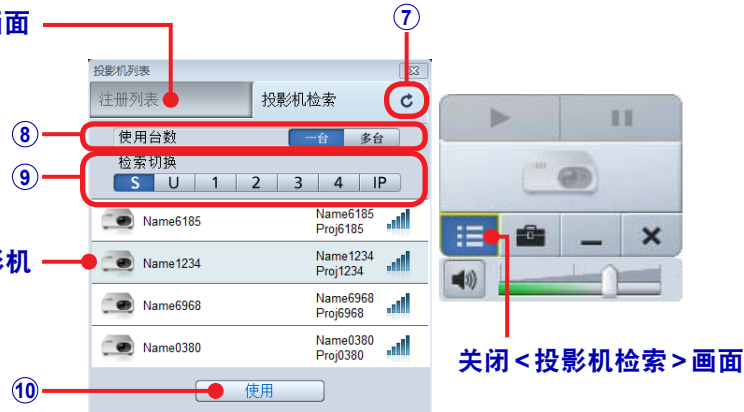 画面
⑦
投影机列表
注册列表
投影机检索
⑧
使用台数
一台
多台
⑨
检索切换
S U 1 2 3 4 IP
Name6185
Name6185
Proj6185
影机
Name1234
Name1234
Proj1234
Name6968
Name6968
Proj6968
Name0380
Name0380
Proj0380
⑩
使用
关闭<投影机检索>画面